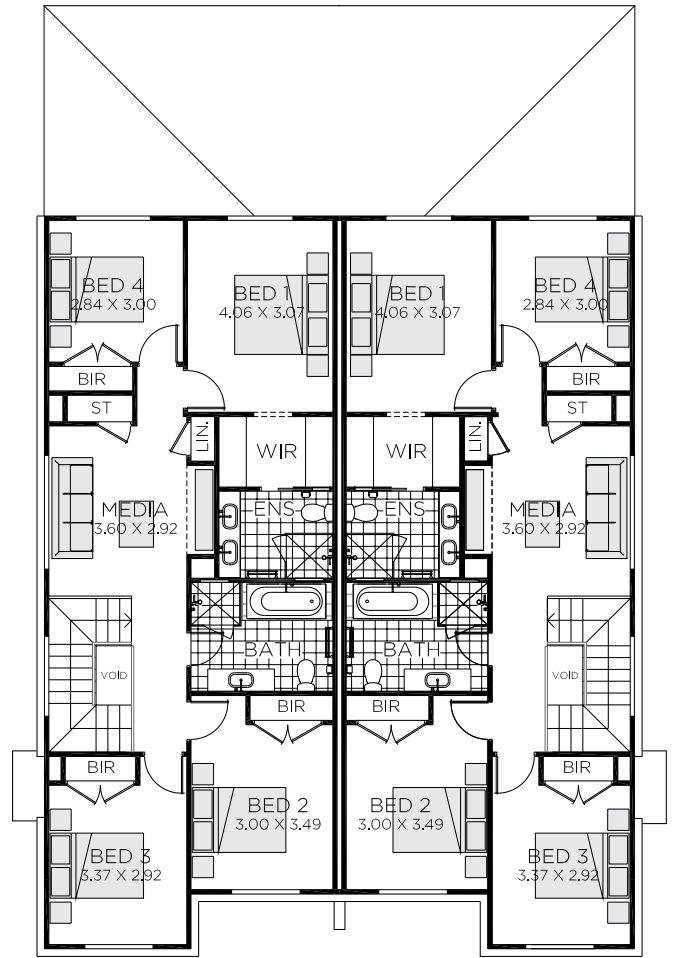 BED 4
2.84 X 3.00
BED 1
4.06 X 3.07
BED 1
4.06 X 3.07
BED 4
2.84 X 3.00
BIR
BIR
ST
ST
LIN.
WIR
WIR
LIN.
MEDIA
3.60 X 2.92
ENS
ENS
MEDIA
3.60 X 2.92
BATH
BATH
VOID
VOID
BIR
BIR
BIR
BIR
BED 2
3.00 X 3.49
BED 2
3.00 X 3.49
BED 3
3.37 X 2.92
BED 3
3.37 X 2.92